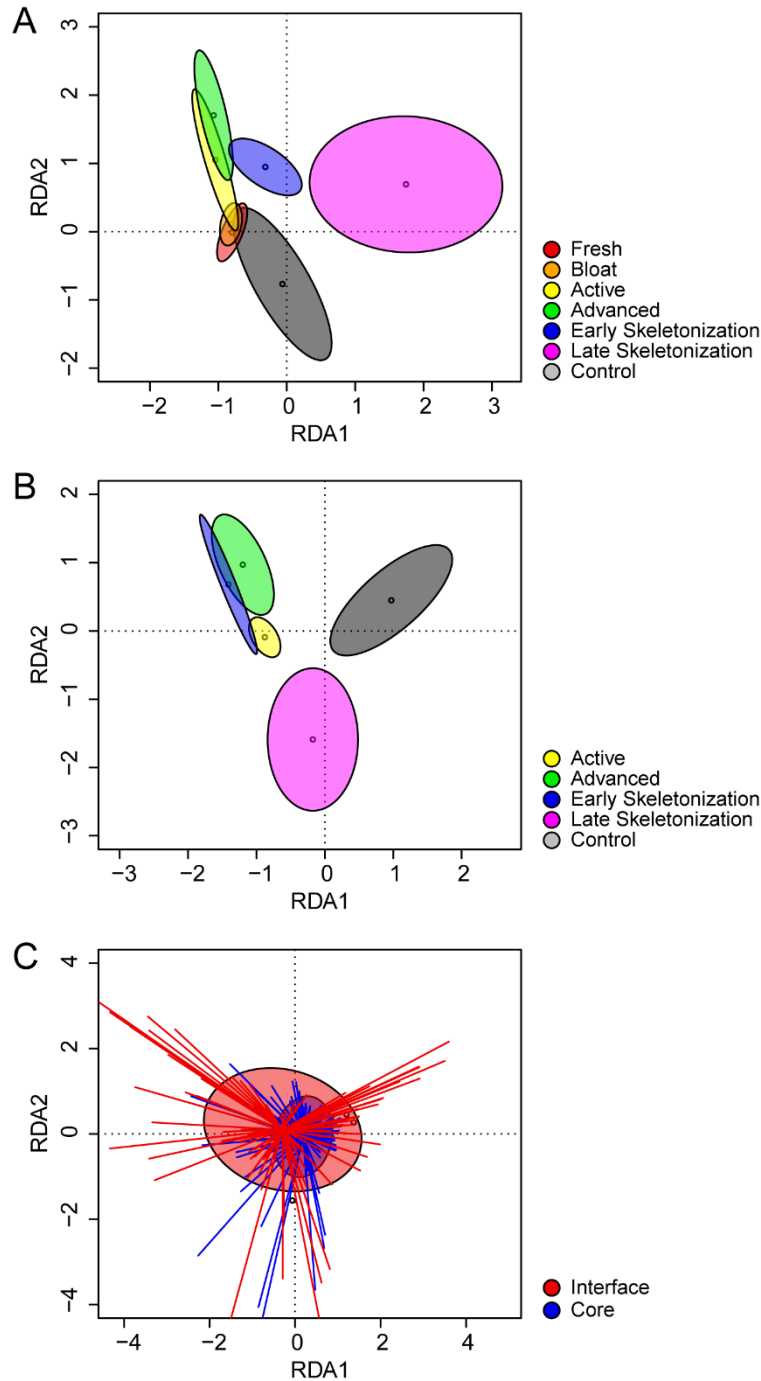 A
3
2
1
0
−1
−2
RDA2
−2
−1
0
1
2
3
RDA1
Fresh
Bloat
Active
Advanced
Early Skeletonization
Late Skeletonization
Control
B
2
1
0
−1
−2
−3
RDA2
−3
−2
−1
0
1
2
RDA1
Active
Advanced
Early Skeletonization
Late Skeletonization
Control
C
4
2
0
−2
−4
RDA2
−4
−2
0
2
4
RDA1
Interface
Core